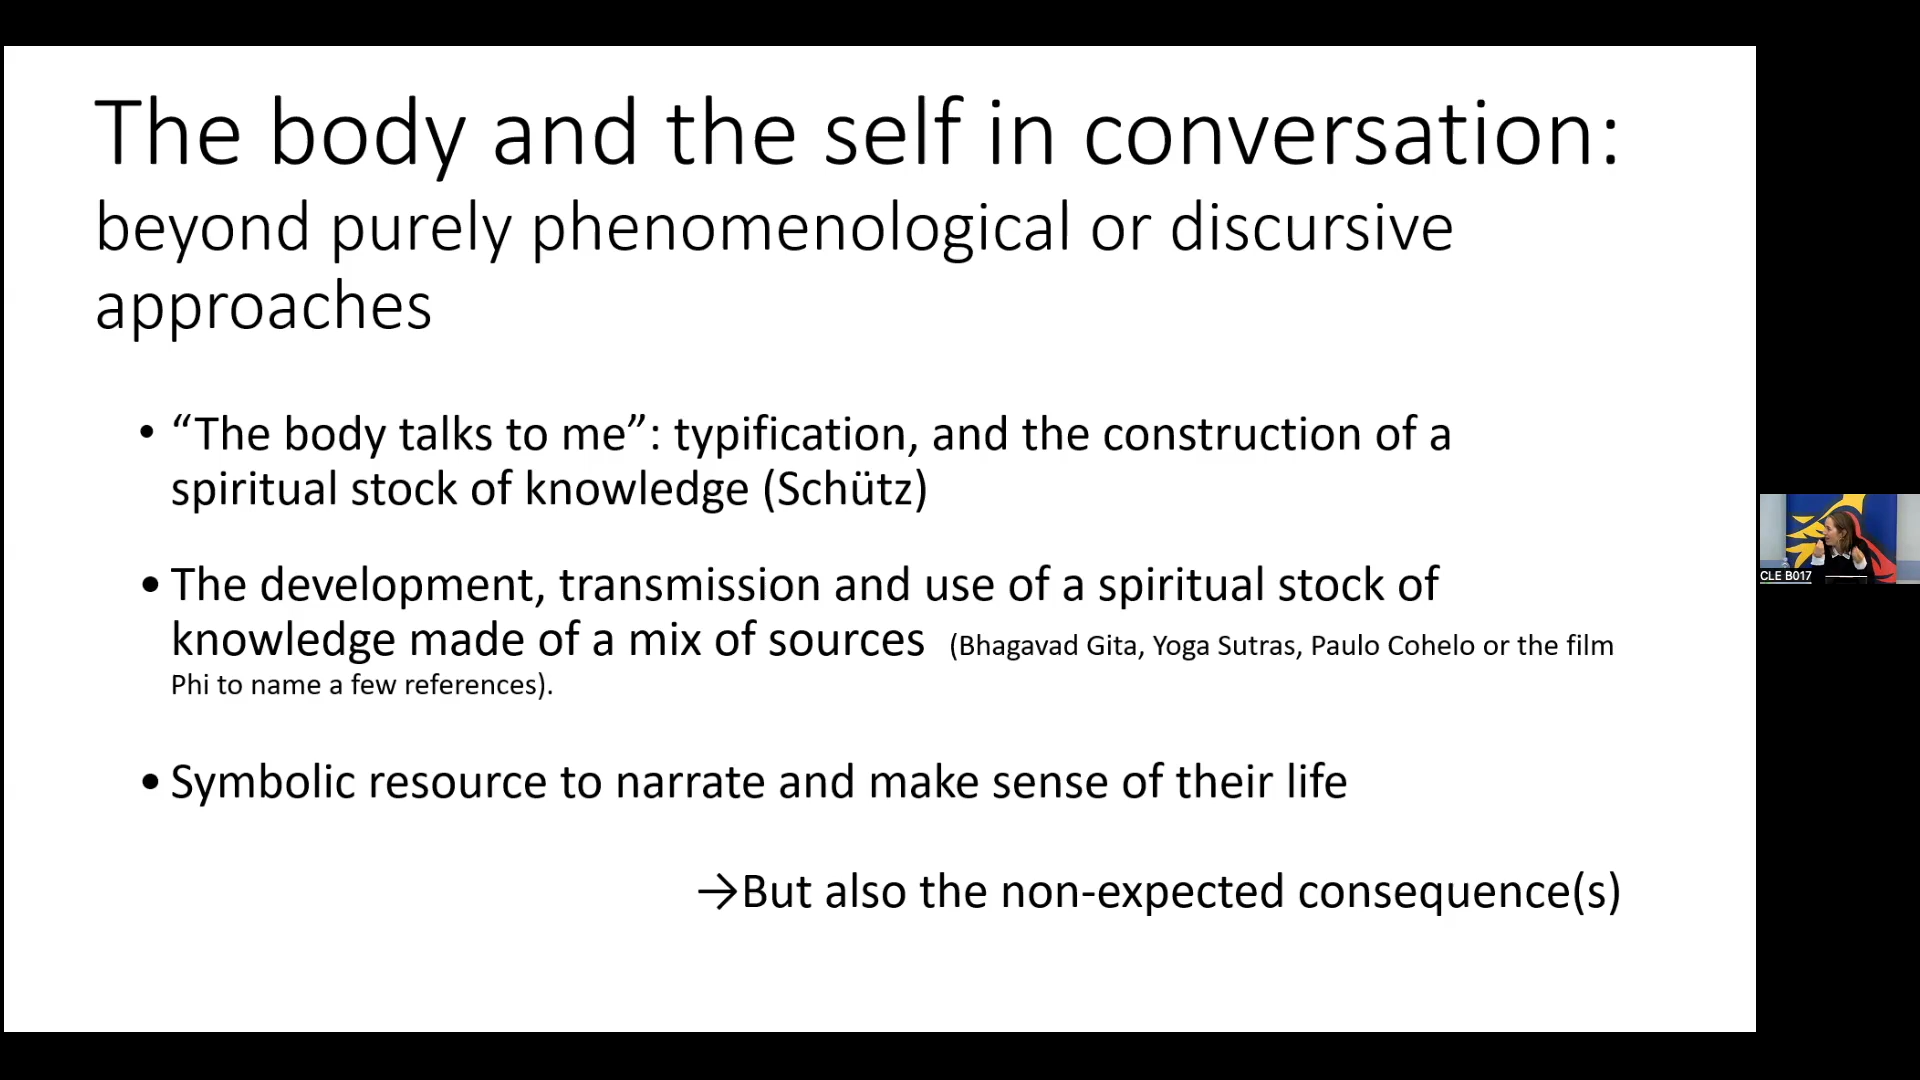 The body and the self in conversation:
beyond purely phenomenological or discursive
approaches
• “The body talks to me”: typification, and the construction of a
spiritual stock of knowledge (Schütz)
• The development, transmission and use of a spiritual stock of
knowledge made of a mix of sources (Bhagavad Gita, Yoga Sutras, Paulo Cohelo or the film
Phi to name a few references).
• Symbolic resource to narrate and make sense of their life
→But also the non-expected consequence(s)
CLE B017